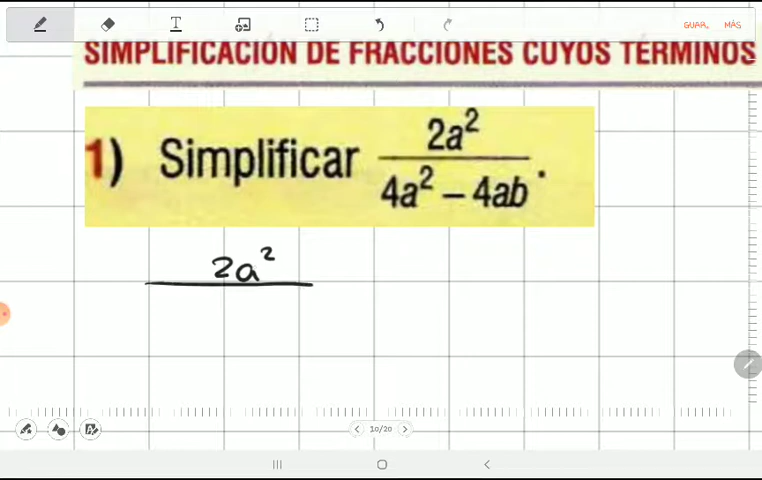 GUAR. MÁS
SIMPLIFICACIÓN DE FRACCIONES CUYOS TÉRMINOS
1) Simplificar 2a²
4a² – 4ab .
2a²
10/20